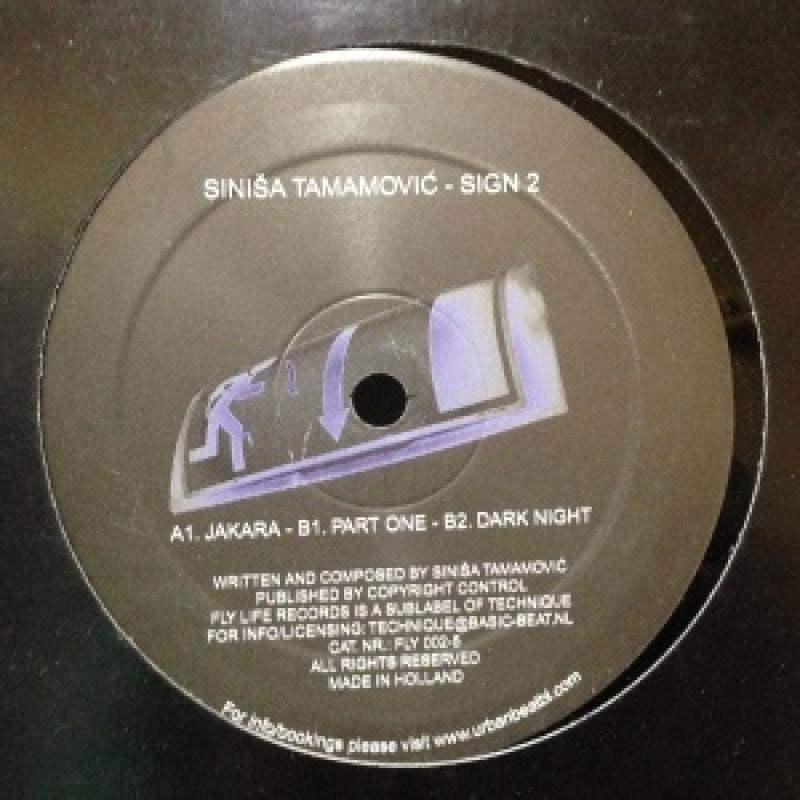 SINIŠA TAMAMOVIĆ - SIGN 2
A1. JAKARA - B1. PART ONE - B2. DARK NIGHT
WRITTEN AND COMPOSED BY SINIŠA TAMAMOVIĆ
PUBLISHED BY COPYRIGHT CONTROL
FLY LIFE RECORDS IS A SUBLABEL OF TECHNIQUE
FOR INFO/LICENSING: TECHNIQUE@BASIC-BEAT.NL
CAT. NR.: FLY 002-6
ALL RIGHTS RESERVED
MADE IN HOLLAND
For info/bookings please visit www.urbanbeatbi.com